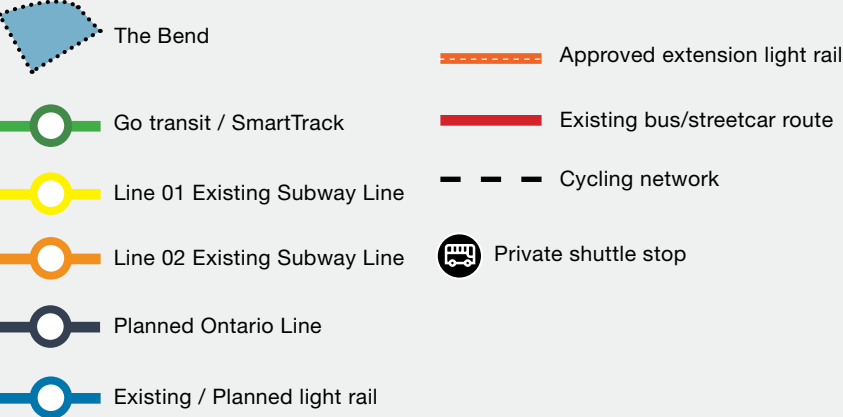 The Bend
Go transit / SmartTrack
Line 01 Existing Subway Line
Line 02 Existing Subway Line
Planned Ontario Line
Existing / Planned light rail
Approved extension light rail
Existing bus/streetcar route
Cycling network
Private shuttle stop